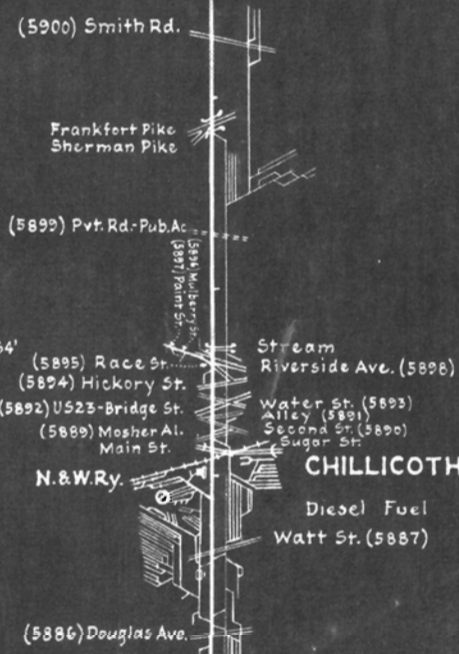 (5900) Smith Rd.
Frankfort Pike
Sherman Pike
(5899) Pvt. Rd.-Pub.Ac
(5896) Mulberry St.
(5897) Paint St.
34'
Stream
(5895) Race St.
Riverside Ave. (5898)
(5894) Hickory St.
(5892) US23-Bridge St.
Water St. (5893)
Alley (5891)
(5889) Mosher Al.
Second St. (5890)
Main St.
Sugar St.
N.&W.Ry.
CHILLICOTH
Diesel Fuel
Watt St. (5887)
(5886) Douglas Ave.